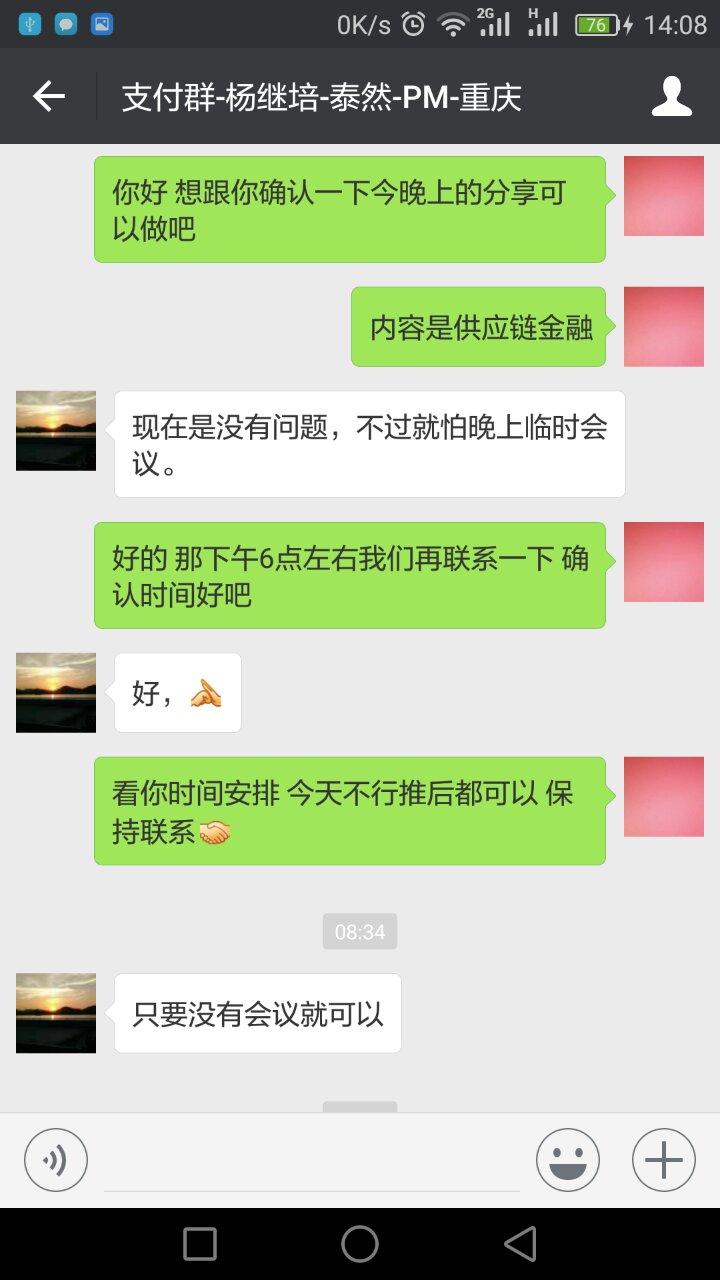 0K/s 2G H 76 14:08
支付群-杨继培-泰然-PM-重庆
你好 想跟你确认一下今晚上的分享可
以做吧
内容是供应链金融
现在是没有问题，不过就怕晚上临时会
议。
好的 那下午6点左右我们再联系一下 确
认时间好吧
好，
看你时间安排 今天不行推后都可以 保
持联系
08:34
只要没有会议就可以